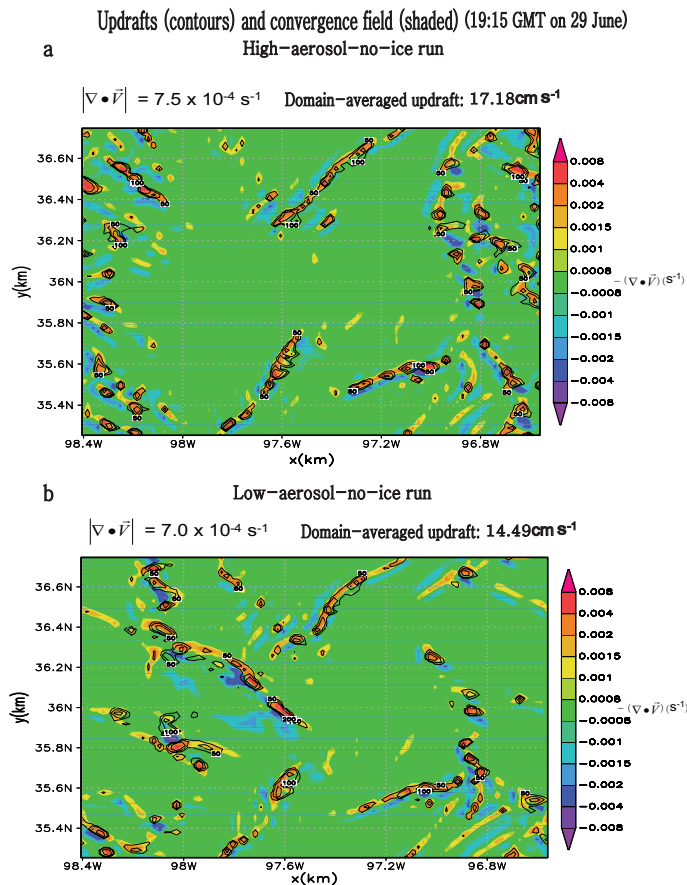 Updrafts (contours) and convergence field (shaded) (19:15 GMT on 29 June)
a
High-aerosol-no-ice run
|∇•V⃗| = 7.5 x 10-4 s-1 Domain-averaged updraft: 17.18cm s-1
36.6N
36.4N
36.2N
36N
35.8N
35.6N
35.4N
y(km)
98.4W 98W 97.6W 97.2W 96.8W
x(km)
0.008
0.004
0.002
0.0015
0.001
0.0008
-0.0008
-0.001
-0.0015
-0.002
-0.004
-0.008
-(∇•V⃗)(s-1)
b
Low-aerosol-no-ice run
|∇•V⃗| = 7.0 x 10-4 s-1 Domain-averaged updraft: 14.49cm s-1
36.6N
36.4N
36.2N
36N
35.8N
35.6N
35.4N
y(km)
98.4W 98W 97.6W 97.2W 96.8W
x(km)
0.008
0.004
0.002
0.0015
0.001
0.0008
-0.0008
-0.001
-0.0015
-0.002
-0.004
-0.008
-(∇•V⃗)(s-1)